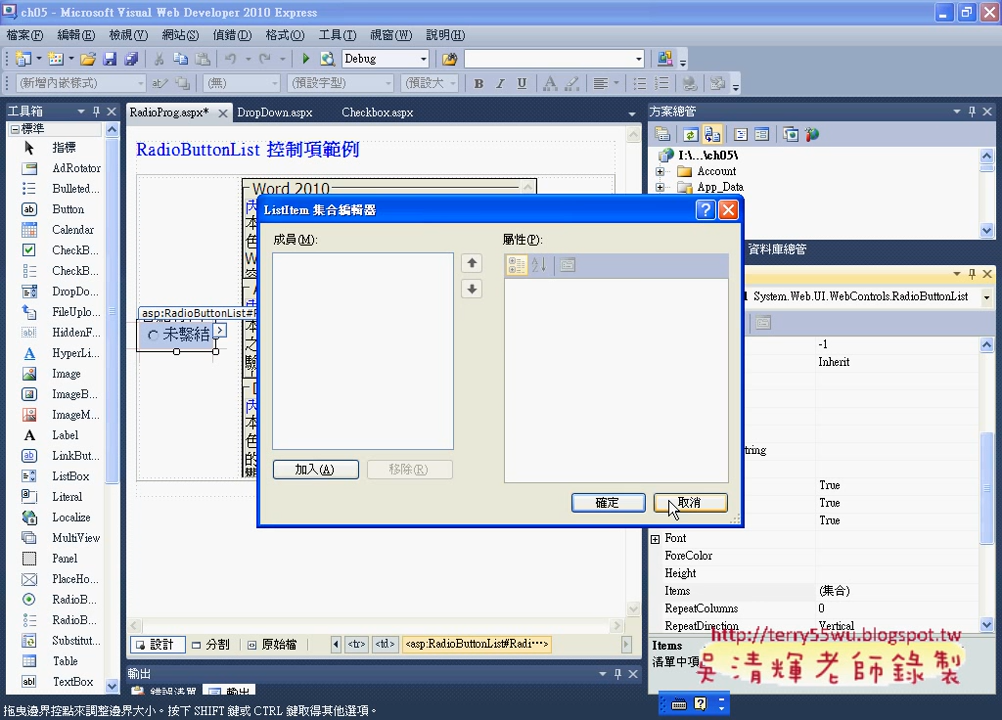 ch05 - Microsoft Visual Web Developer 2010 Express
檔案(F) 編輯(E) 檢視(V) 網站(S) 偵錯(D) 格式(O) 工具(T) 視窗(W) 說明(H)
Debug
(新增內嵌樣式) (無) (預設字型) (預設大 B I U A
工具箱
標準
指標
AdRotator
Bulleted...
Button
Calendar
CheckB...
CheckB...
DropDo...
FileUplo...
HiddenF...
HyperLi...
Image
ImageB...
ImageM...
Label
LinkBut...
ListBox
Literal
Localize
MultiView
Panel
PlaceHo...
RadioB...
RadioB...
Substitut...
Table
TextBox
RadioProg.aspx* DropDown.aspx Checkbox.aspx
RadioButtonList 控制項範例
Word 2010
asp:RadioButtonList#R
未繫結
ListItem 集合編輯器
成員(M):
屬性(P):
加入(A) 移除(R)
確定 取消
設計 分割 原始檔 <tr> <td> <asp:RadioButtonList#Radi...>
輸出
錯誤清單 輸出
方案總管
I:\...\ch05\
Account
App_Data
資料庫總管
System.Web.UI.WebControls.RadioButtonList
-1
Inherit
tring
True
True
True
Font
ForeColor
Height
Items (集合)
RepeatColumns 0
RepeatDirection Vertical
Items
清單中項
http://terry55wu.blogspot.tw
吳清輝老師錄製
拖曳邊界控點來調整邊界大小。按下 SHIFT 鍵或 CTRL 鍵取得其他選項。